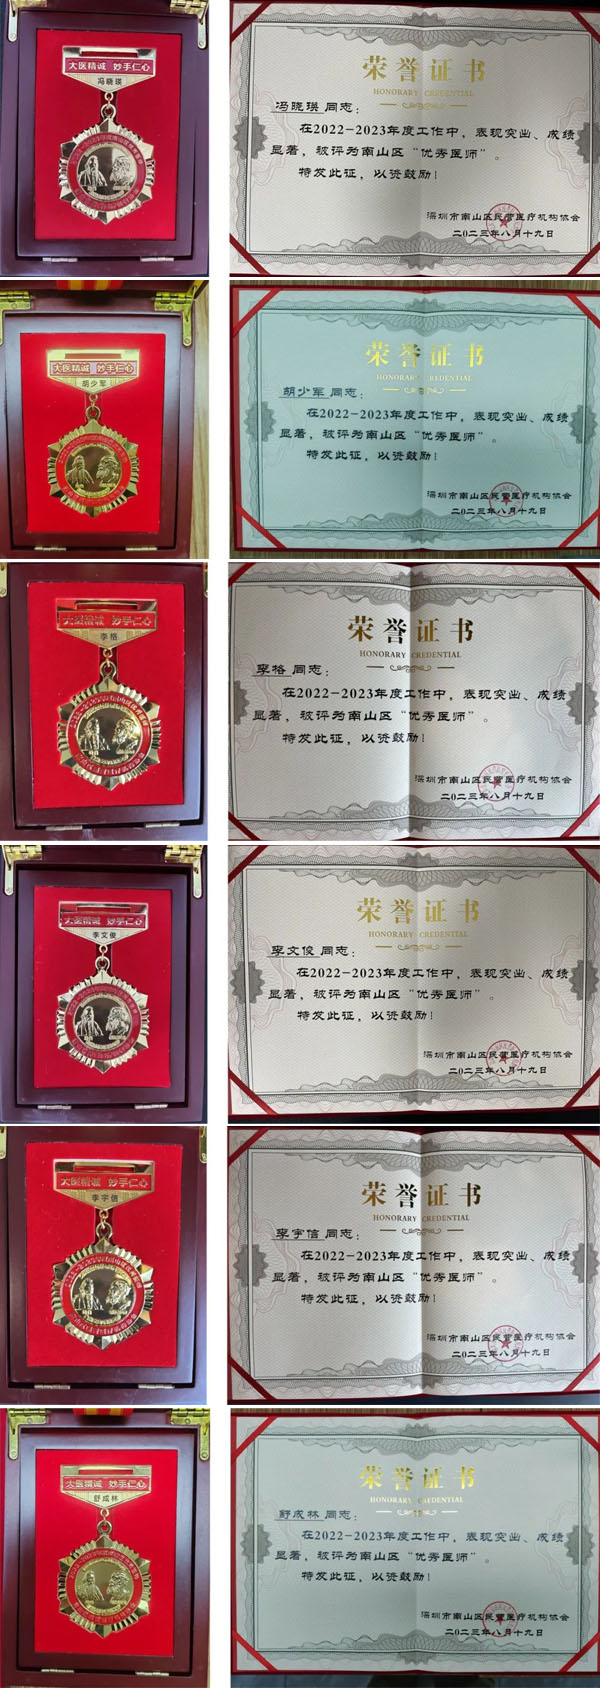 大医精诚 妙手仁心
冯晓瑛
荣誉证书
HONORARY CREDENTIAL
冯晓瑛 同志：
在2022-2023年度工作中，表现突出、成绩
显著，被评为南山区“优秀医师”。
特发此证，以资鼓励！
深圳市南山区民营医疗机构协会
二〇二三年八月十九日
大医精诚 妙手仁心
胡少军
荣誉证书
HONORARY CREDENTIAL
胡少军 同志：
在2022-2023年度工作中，表现突出、成绩
显著，被评为南山区“优秀医师”。
特发此证，以资鼓励！
深圳市南山区民营医疗机构协会
二〇二三年八月十九日
大医精诚 妙手仁心
李格
荣誉证书
HONORARY CREDENTIAL
李格 同志：
在2022-2023年度工作中，表现突出、成绩
显著，被评为南山区“优秀医师”。
特发此证，以资鼓励！
深圳市南山区民营医疗机构协会
二〇二三年八月十九日
大医精诚 妙手仁心
李文俊
荣誉证书
HONORARY CREDENTIAL
李文俊 同志：
在2022-2023年度工作中，表现突出、成绩
显著，被评为南山区“优秀医师”。
特发此证，以资鼓励！
深圳市南山区民营医疗机构协会
二〇二三年八月十九日
大医精诚 妙手仁心
李宇信
荣誉证书
HONORARY CREDENTIAL
李宇信 同志：
在2022-2023年度工作中，表现突出、成绩
显著，被评为南山区“优秀医师”。
特发此证，以资鼓励！
深圳市南山区民营医疗机构协会
二〇二三年八月十九日
大医精诚 妙手仁心
舒成林
荣誉证书
HONORARY CREDENTIAL
舒成林 同志：
在2022-2023年度工作中，表现突出、成绩
显著，被评为南山区“优秀医师”。
特发此证，以资鼓励！
深圳市南山区民营医疗机构协会
二〇二三年八月十九日